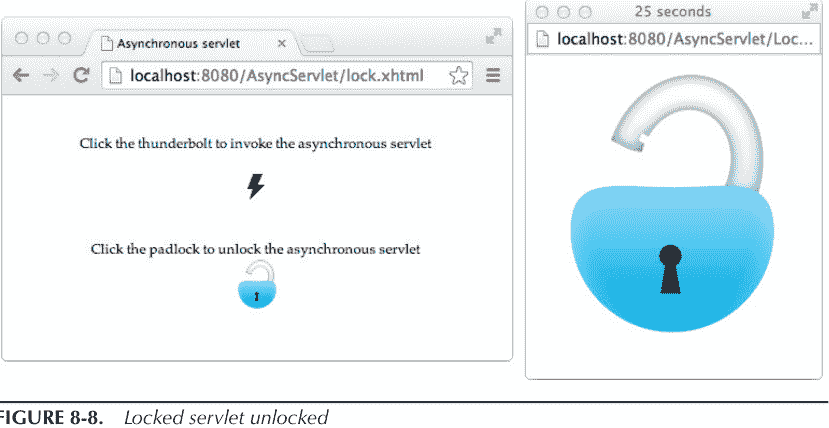 Asynchronous servlet
localhost:8080/AsyncServlet/lock.xhtml
Click the thunderbolt to invoke the asynchronous servlet
Click the padlock to unlock the asynchronous servlet
25 seconds
localhost:8080/AsyncServlet/Loc...
FIGURE 8-8. Locked servlet unlocked